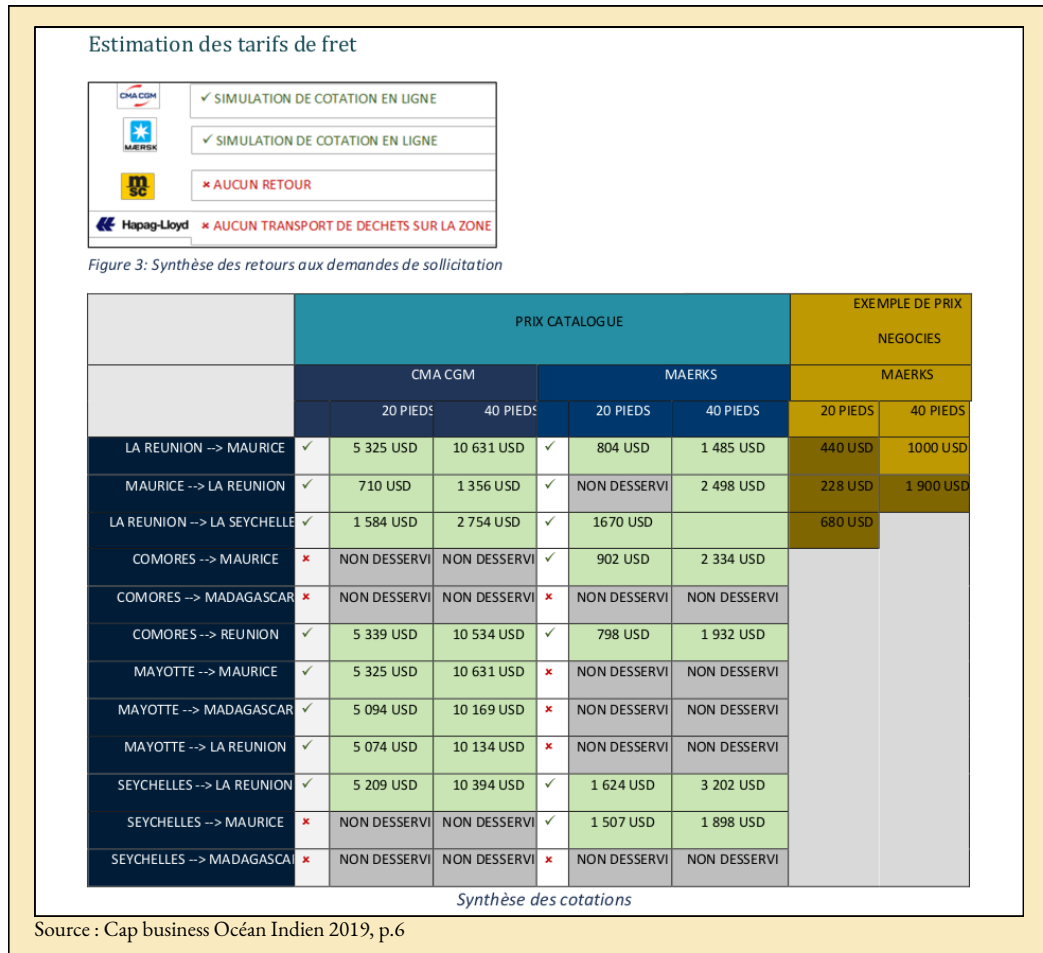 Estimation des tarifs de fret
CMA CGM ✓ SIMULATION DE COTATION EN LIGNE
MÆRSK ✓ SIMULATION DE COTATION EN LIGNE
msc × AUCUN RETOUR
Hapag-Lloyd × AUCUN TRANSPORT DE DECHETS SUR LA ZONE
Figure 3: Synthèse des retours aux demandes de sollicitation
PRIX CATALOGUE EXEMPLE DE PRIX
NEGOCIES
CMA CGM MAERKS MAERKS
20 PIEDS 40 PIEDS 20 PIEDS 40 PIEDS 20 PIEDS 40 PIEDS
LA REUNION --> MAURICE ✓ 5 325 USD 10 631 USD ✓ 804 USD 1 485 USD 440 USD 1000 USD
MAURICE --> LA REUNION ✓ 710 USD 1 356 USD ✓ NON DESSERVI 2 498 USD 228 USD 1 900 USD
LA REUNION --> LA SEYCHELLE ✓ 1 584 USD 2 754 USD ✓ 1670 USD 680 USD
COMORES --> MAURICE × NON DESSERVI NON DESSERVI ✓ 902 USD 2 334 USD
COMORES --> MADAGASCAR × NON DESSERVI NON DESSERVI × NON DESSERVI NON DESSERVI
COMORES --> REUNION ✓ 5 339 USD 10 534 USD ✓ 798 USD 1 932 USD
MAYOTTE --> MAURICE ✓ 5 325 USD 10 631 USD × NON DESSERVI NON DESSERVI
MAYOTTE --> MADAGASCAR ✓ 5 094 USD 10 169 USD × NON DESSERVI NON DESSERVI
MAYOTTE --> LA REUNION ✓ 5 074 USD 10 134 USD × NON DESSERVI NON DESSERVI
SEYCHELLES --> LA REUNION ✓ 5 209 USD 10 394 USD ✓ 1 624 USD 3 202 USD
SEYCHELLES --> MAURICE × NON DESSERVI NON DESSERVI ✓ 1 507 USD 1 898 USD
SEYCHELLES --> MADAGASCA × NON DESSERVI NON DESSERVI × NON DESSERVI NON DESSERVI
Synthèse des cotations
Source : Cap business Océan Indien 2019, p.6